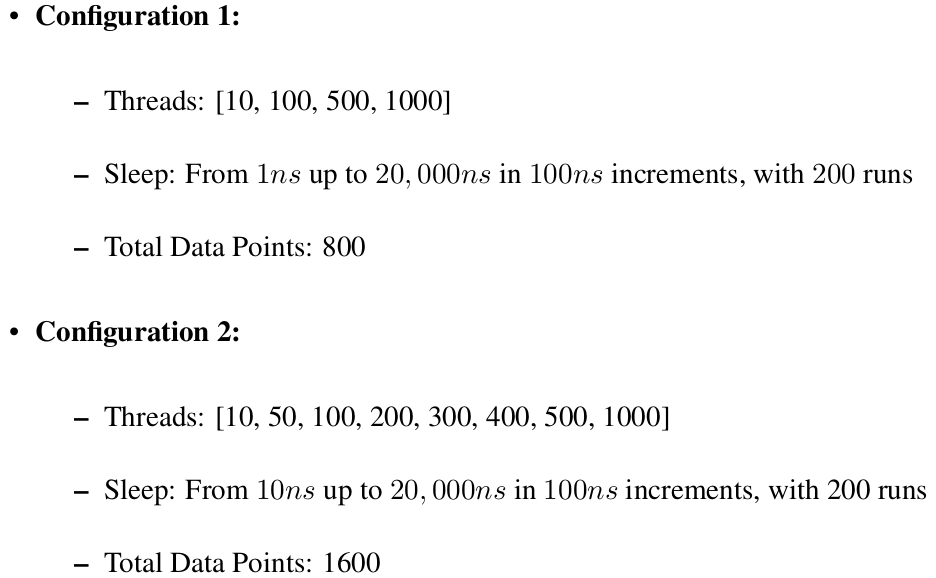 • Configuration 1:
– Threads: [10, 100, 500, 1000]
– Sleep: From 1ns up to 20,000ns in 100ns increments, with 200 runs
– Total Data Points: 800
• Configuration 2:
– Threads: [10, 50, 100, 200, 300, 400, 500, 1000]
– Sleep: From 10ns up to 20,000ns in 100ns increments, with 200 runs
– Total Data Points: 1600